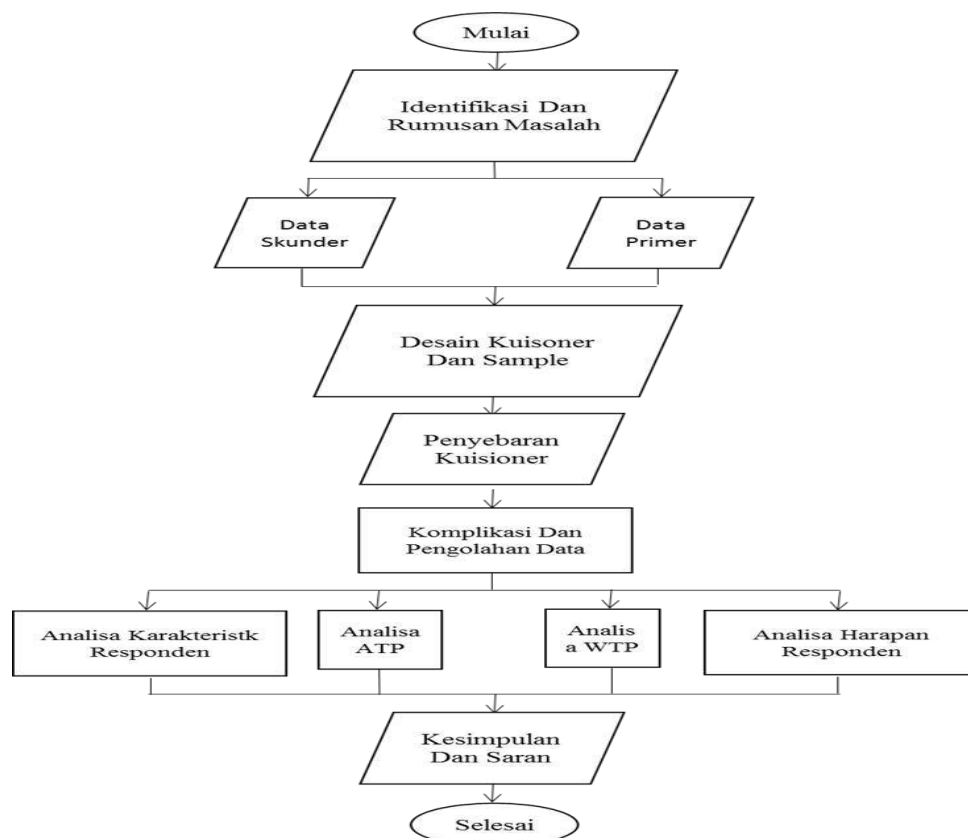 Mulai
Identifikasi Dan
Rumusan Masalah
Data
Skunder
Data
Primer
Desain Kuisoner
Dan Sample
Penyebaran
Kuisioner
Komplikasi Dan
Pengolahan Data
Analisa Karakteristk
Responden
Analisa
ATP
Analis
a WTP
Analisa Harapan
Responden
Kesimpulan
Dan Saran
Selesai